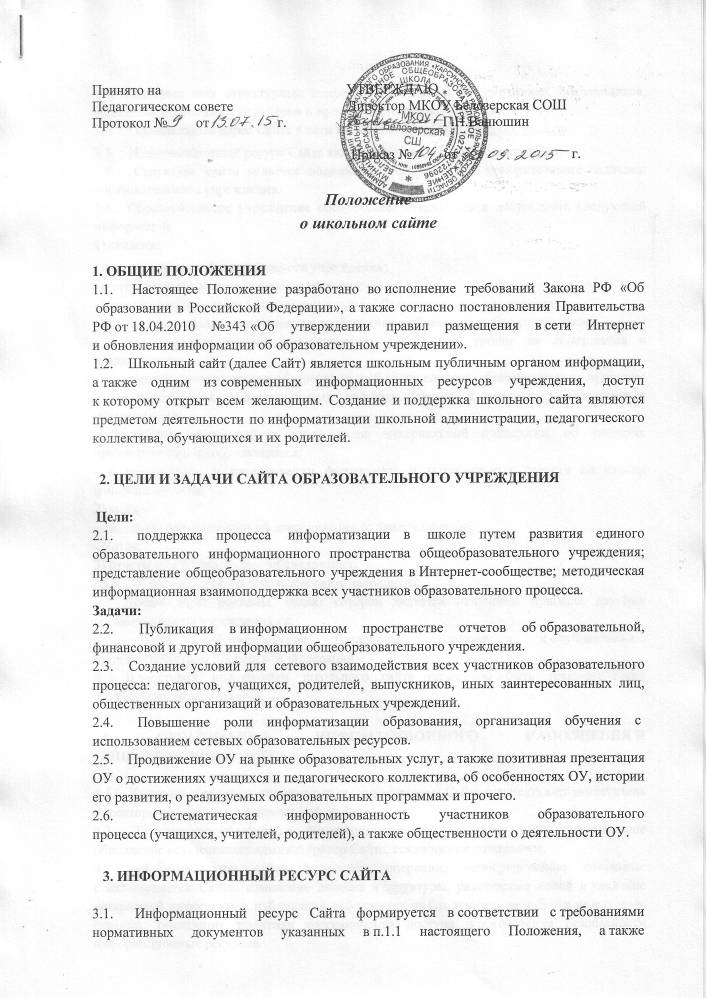 Принято на
Педагогическом совете
Протокол № 9 от 13.07.15 г.
УТВЕРЖДАЮ
Директор МКОУ Белозерская СОШ
Г.Н.Ванюшин
Приказ № 104 от 09.2015 г.
МКОУ
Белозерская
СШ
Положение
о школьном сайте
1. ОБЩИЕ ПОЛОЖЕНИЯ
1.1. Настоящее Положение разработано во исполнение требований Закона РФ «Об
образовании в Российской Федерации», а также согласно постановления Правительства
РФ от 18.04.2010 №343 «Об утверждении правил размещения в сети Интернет
и обновления информации об образовательном учреждении».
1.2. Школьный сайт (далее Сайт) является школьным публичным органом информации,
а также одним из современных информационных ресурсов учреждения, доступ
к которому открыт всем желающим. Создание и поддержка школьного сайта являются
предметом деятельности по информатизации школьной администрации, педагогического
коллектива, обучающихся и их родителей.
2. ЦЕЛИ И ЗАДАЧИ САЙТА ОБРАЗОВАТЕЛЬНОГО УЧРЕЖДЕНИЯ
Цели:
2.1. поддержка процесса информатизации в школе путем развития единого
образовательного информационного пространства общеобразовательного учреждения;
представление общеобразовательного учреждения в Интернет-сообществе; методическая
информационная взаимоподдержка всех участников образовательного процесса.
Задачи:
2.2. Публикация в информационном пространстве отчетов об образовательной,
финансовой и другой информации общеобразовательного учреждения.
2.3. Создание условий для сетевого взаимодействия всех участников образовательного
процесса: педагогов, учащихся, родителей, выпускников, иных заинтересованных лиц,
общественных организаций и образовательных учреждений.
2.4. Повышение роли информатизации образования, организация обучения с
использованием сетевых образовательных ресурсов.
2.5. Продвижение ОУ на рынке образовательных услуг, а также позитивная презентация
ОУ о достижениях учащихся и педагогического коллектива, об особенностях ОУ, истории
его развития, о реализуемых образовательных программах и прочего.
2.6. Систематическая информированность участников образовательного
процесса (учащихся, учителей, родителей), а также общественности о деятельности ОУ.
3. ИНФОРМАЦИОННЫЙ РЕСУРС САЙТА
3.1. Информационный ресурс Сайта формируется в соответствии с требованиями
нормативных документов указанных в п.1.1 настоящего Положения, а также